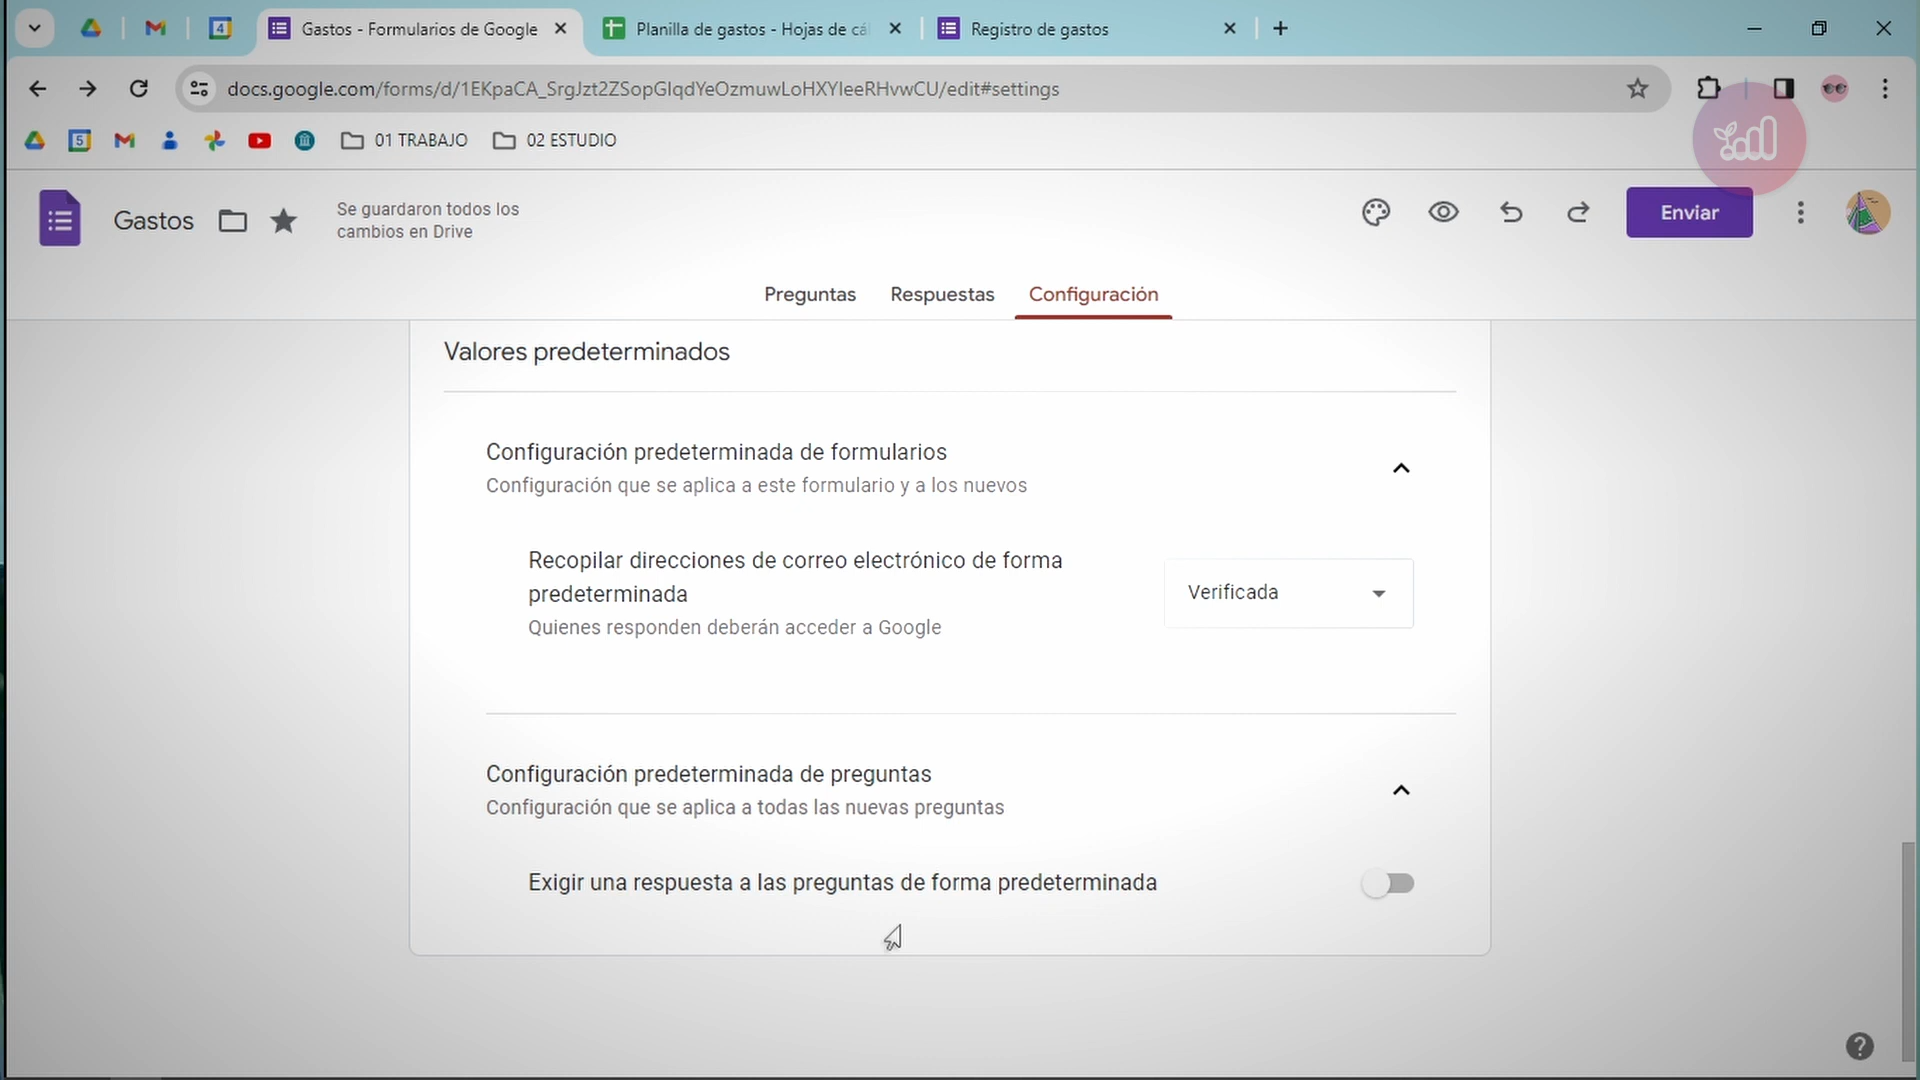 4
Gastos - Formularios de Google
Planilla de gastos - Hojas de cá
Registro de gastos
docs.google.com/forms/d/1EKpaCA_SrgJzt2ZSopGlqdYeOzmuwLoHXYleeRHvwCU/edit#settings
5
01 TRABAJO
02 ESTUDIO
Gastos
Se guardaron todos los
cambios en Drive
Enviar
Preguntas
Respuestas
Configuración
Valores predeterminados
Configuración predeterminada de formularios
Configuración que se aplica a este formulario y a los nuevos
Recopilar direcciones de correo electrónico de forma
predeterminada
Quienes responden deberán acceder a Google
Verificada
Configuración predeterminada de preguntas
Configuración que se aplica a todas las nuevas preguntas
Exigir una respuesta a las preguntas de forma predeterminada